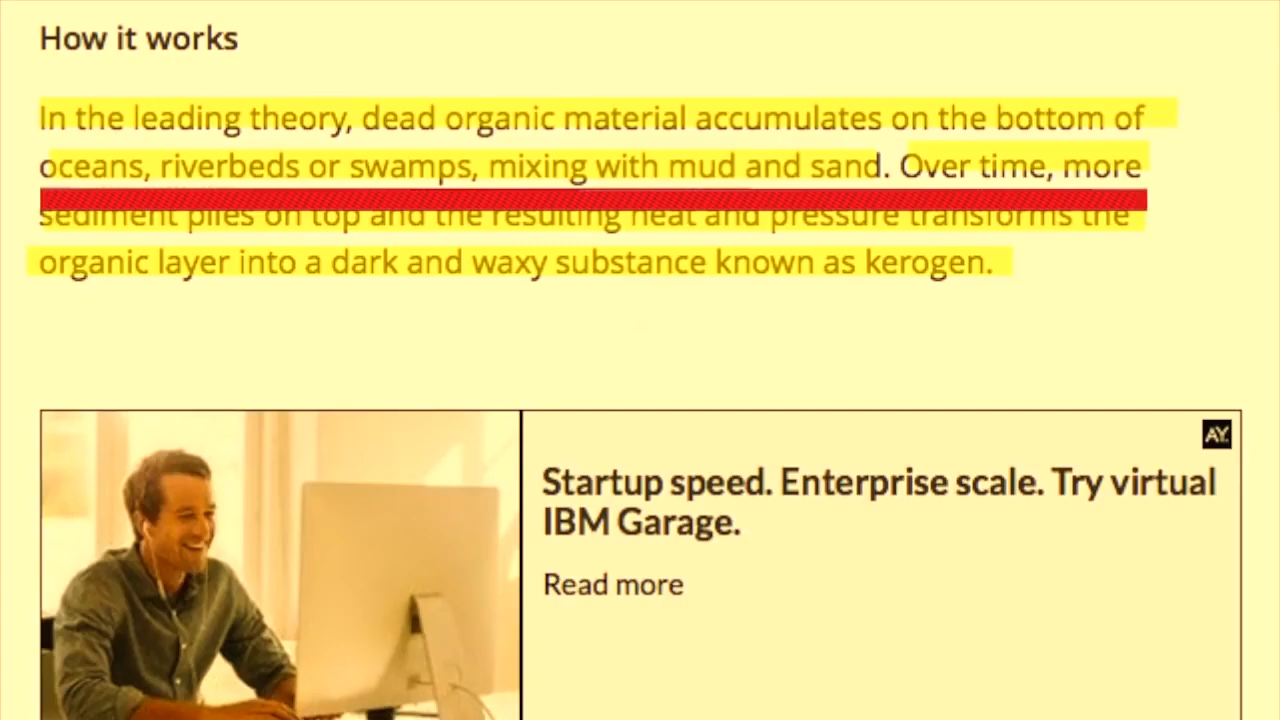 How it works
In the leading theory, dead organic material accumulates on the bottom of
oceans, riverbeds or swamps, mixing with mud and sand. Over time, more
sediment piles on top and the resulting heat and pressure transforms the
organic layer into a dark and waxy substance known as kerogen.
AY
Startup speed. Enterprise scale. Try virtual
IBM Garage.
Read more